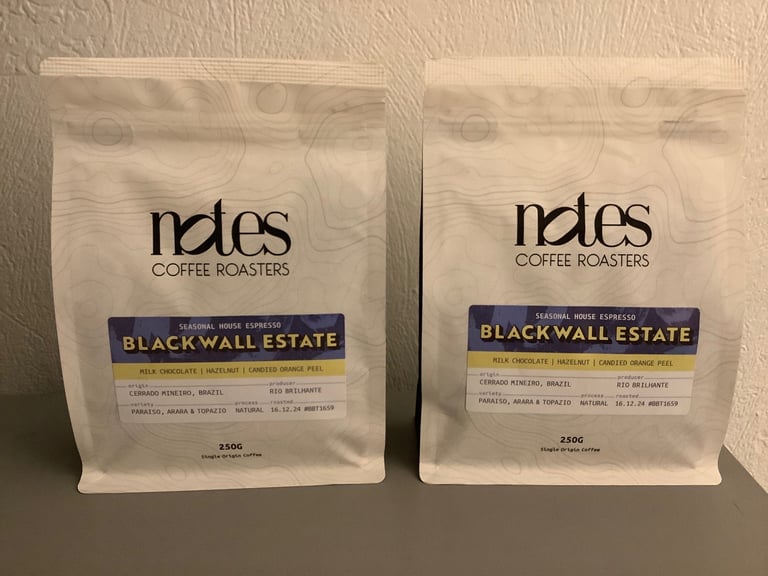 notes
COFFEE ROASTERS
SEASONAL HOUSE ESPRESSO
BLACKWALL ESTATE
MILK CHOCOLATE | HAZELNUT | CANDIED ORANGE PEEL
origin producer
CERRADO MINEIRO, BRAZIL RIO BRILHANTE
variety process roasted
PARAISO, ARARA & TOPAZIO NATURAL 16.12.24 #BBT1659
250G
Single Origin Coffee
notes
COFFEE ROASTERS
SEASONAL HOUSE ESPRESSO
BLACKWALL ESTATE
MILK CHOCOLATE | HAZELNUT | CANDIED ORANGE PEEL
origin producer
CERRADO MINEIRO, BRAZIL RIO BRILHANTE
variety process roasted
PARAISO, ARARA & TOPAZIO NATURAL 16.12.24 #BBT1659
250G
Single Origin Coffee